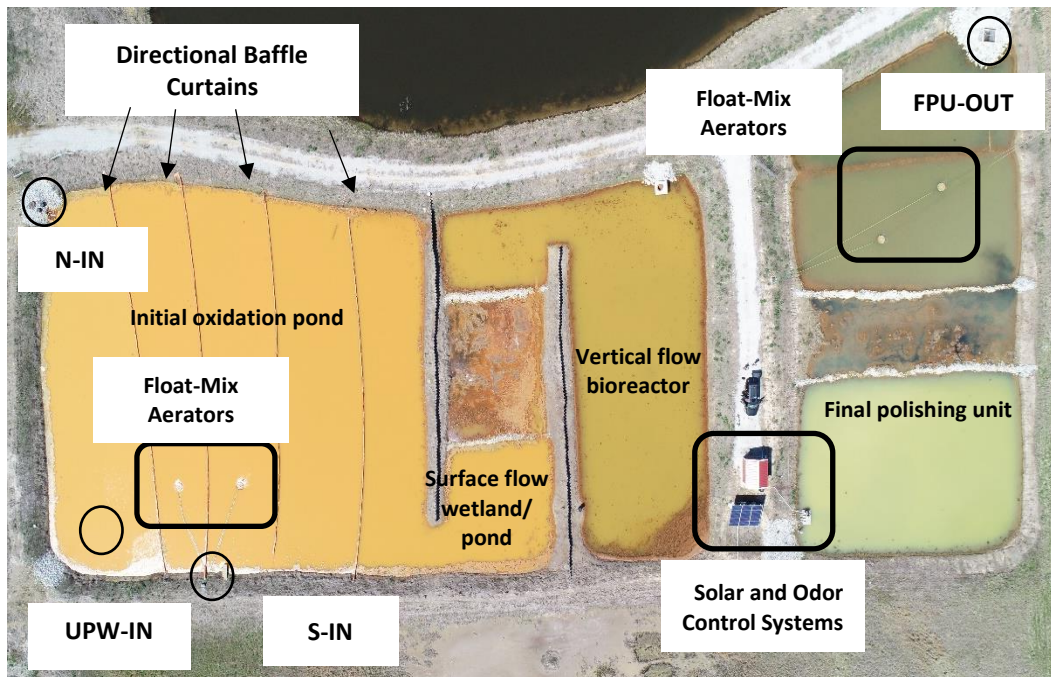 Directional Baffle
Curtains
Float-Mix
Aerators
FPU-OUT
N-IN
Initial oxidation pond
Float-Mix
Aerators
Vertical flow
bioreactor
Final polishing unit
Surface flow
wetland/
pond
UPW-IN
S-IN
Solar and Odor
Control Systems